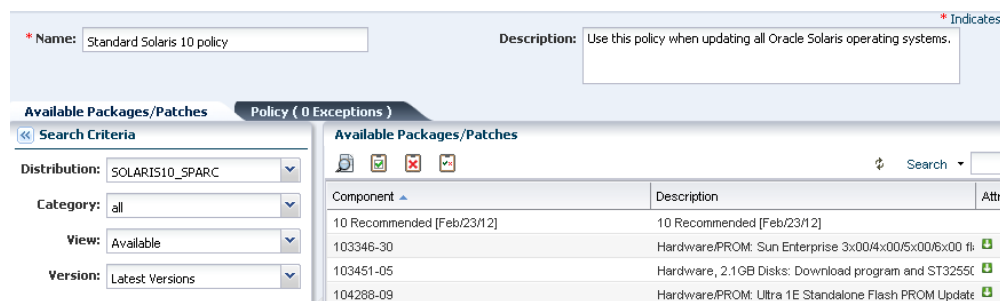 * Indicates
* Name: Standard Solaris 10 policy
Description: Use this policy when updating all Oracle Solaris operating systems.
Available Packages/Patches Policy ( 0 Exceptions )
Search Criteria
Distribution: SOLARIS10_SPARC
Category: all
View: Available
Version: Latest Versions
Available Packages/Patches
Search
Component Description Attr
10 Recommended [Feb/23/12] 10 Recommended [Feb/23/12]
103346-30 Hardware/PROM: Sun Enterprise 3x00/4x00/5x00/6x00 fl
103451-05 Hardware, 2.1GB Disks: Download program and ST3255
104288-09 Hardware/PROM: Ultra 1E Standalone Flash PROM Update